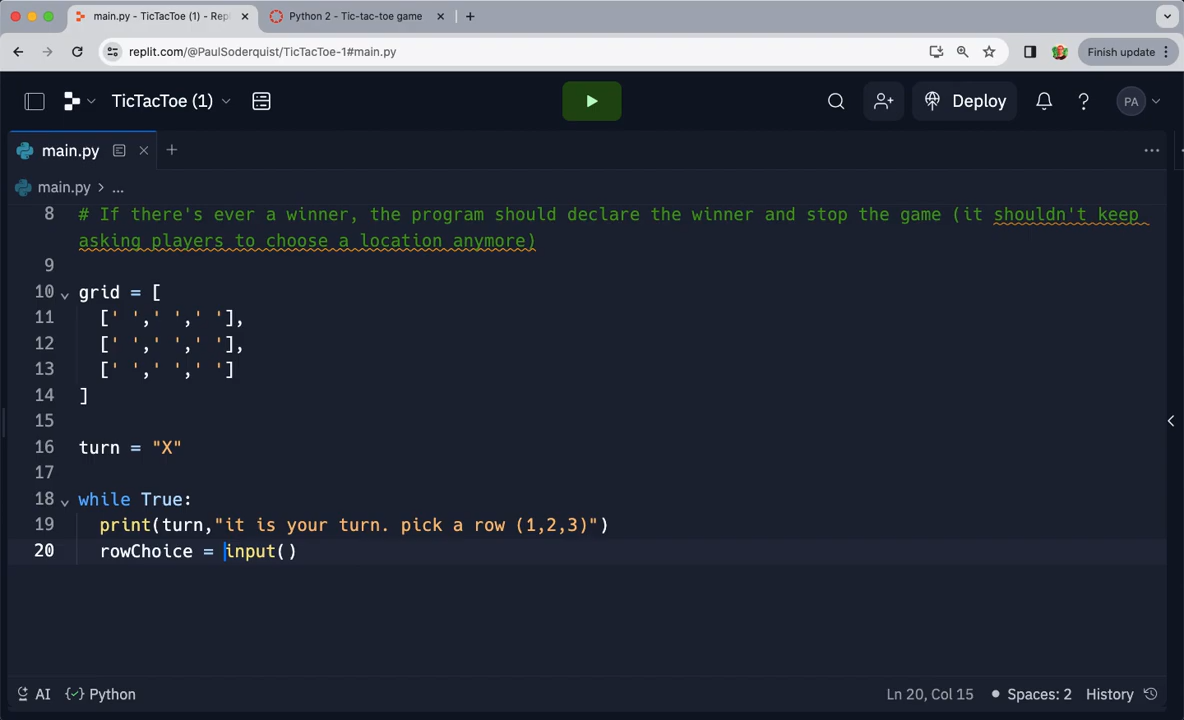 main.py - TicTacToe (1) - Repl
Python 2 - Tic-tac-toe game
replit.com/@PaulSoderquist/TicTacToe-1#main.py
Finish update
TicTacToe (1)
Deploy
PA
main.py
main.py > ...
8 # If there's ever a winner, the program should declare the winner and stop the game (it shouldn't keep
asking players to choose a location anymore)
9
10 grid = [
11 [' ',' ',' '],
12 [' ',' ',' '],
13 [' ',' ',' ']
14 ]
15
16 turn = "X"
17
18 while True:
19 print(turn,"it is your turn. pick a row (1,2,3)")
20 rowChoice = input()
AI
Python
Ln 20, Col 15
Spaces: 2
History